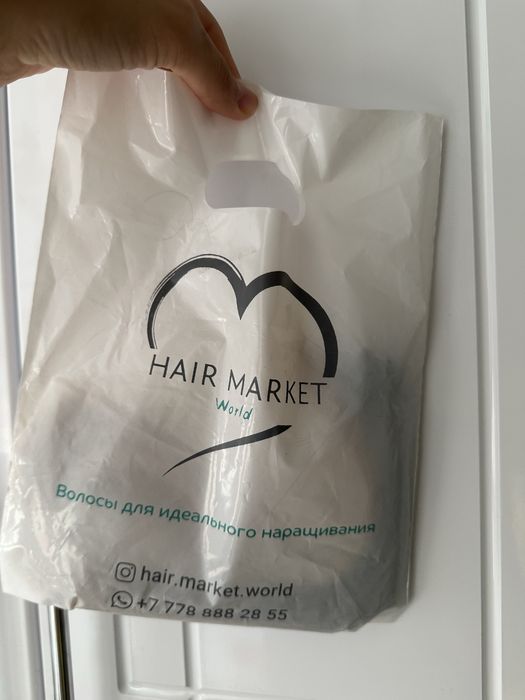 HAIR MARKET
World
Волосы для идеального наращивания
hair.market.world
+7 778 888 28 55